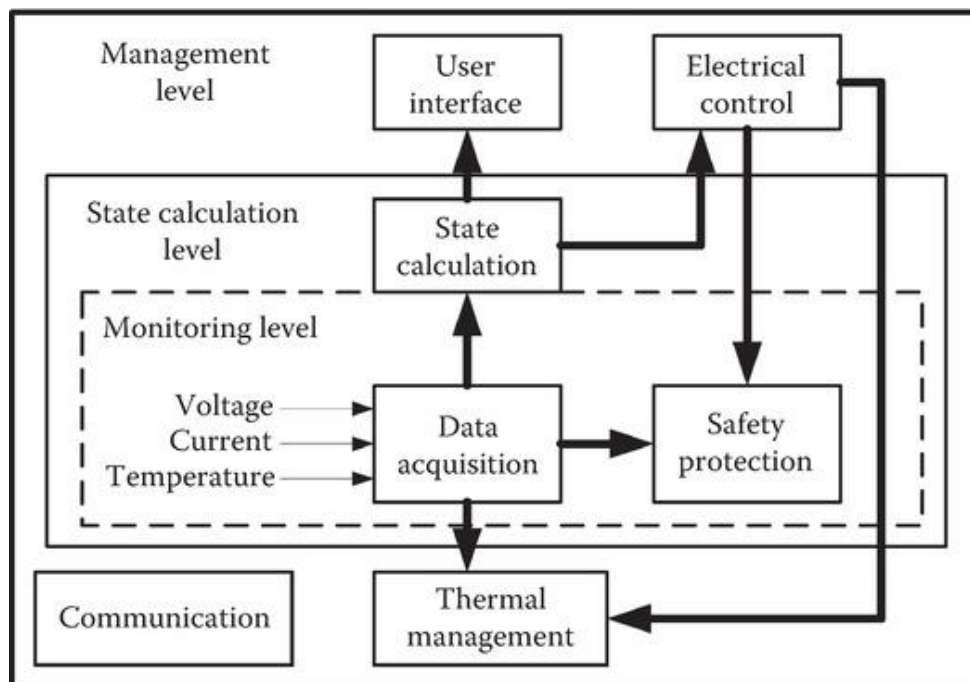 Management
level
User
interface
Electrical
control
State calculation
level
State
calculation
Monitoring level
Voltage
Current
Temperature
Data
acquisition
Safety
protection
Communication
Thermal
management